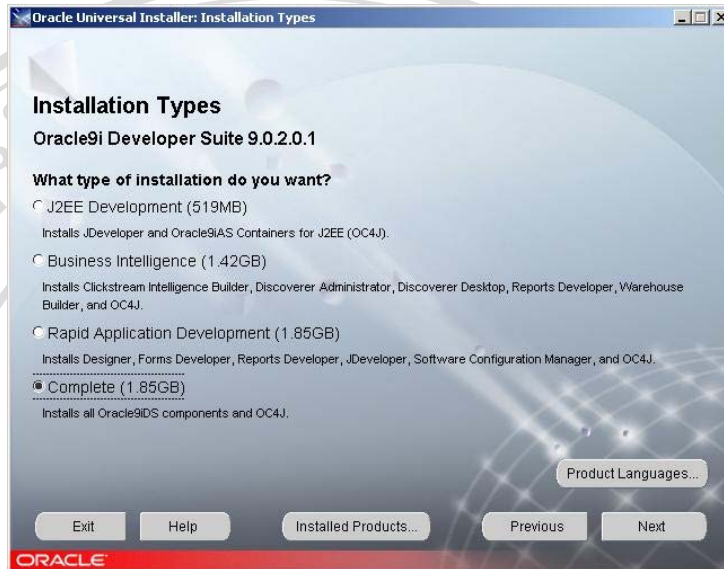 Oracle Universal Installer: Installation Types
Installation Types
Oracle9i Developer Suite 9.0.2.0.1
What type of installation do you want?
J2EE Development (519MB)
Installs JDeveloper and Oracle9iAS Containers for J2EE (OC4J).
Business Intelligence (1.42GB)
Installs Clickstream Intelligence Builder, Discoverer Administrator, Discoverer Desktop, Reports Developer, Warehouse
Builder, and OC4J.
Rapid Application Development (1.85GB)
Installs Designer, Forms Developer, Reports Developer, JDeveloper, Software Configuration Manager, and OC4J.
Complete (1.85GB)
Installs all Oracle9iDS components and OC4J.
Product Languages...
Exit Help Installed Products... Previous Next
ORACLE